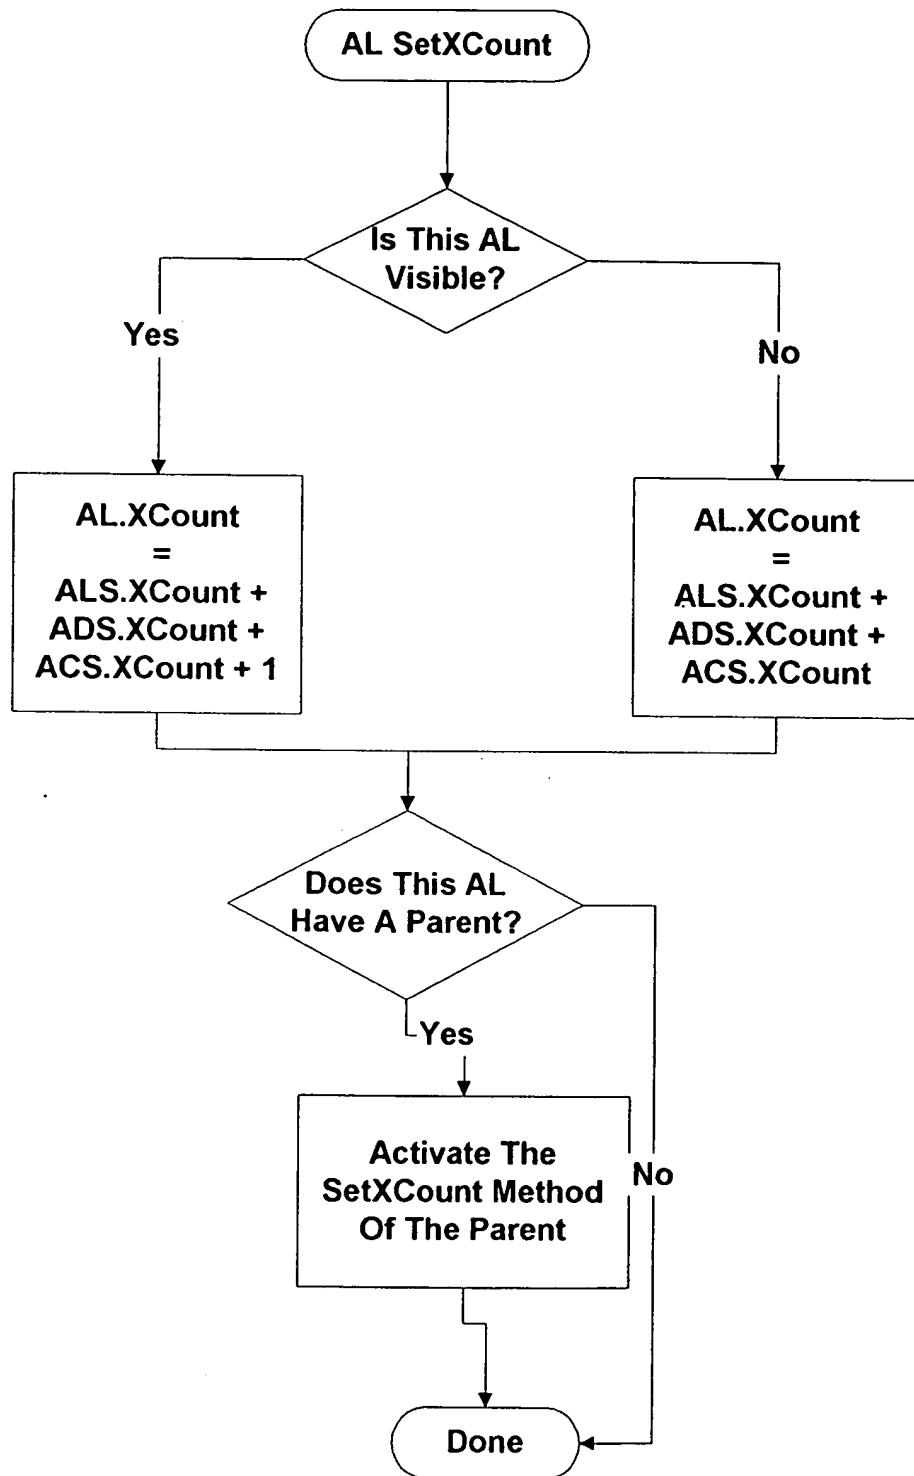 AL SetXCount
Is This AL
Visible?
Yes
No
AL.XCount
=
ALS.XCount +
ADS.XCount +
ACS.XCount + 1
AL.XCount
=
ALS.XCount +
ADS.XCount +
ACS.XCount
Does This AL
Have A Parent?
Yes
Activate The
SetXCount Method
Of The Parent
No
Done